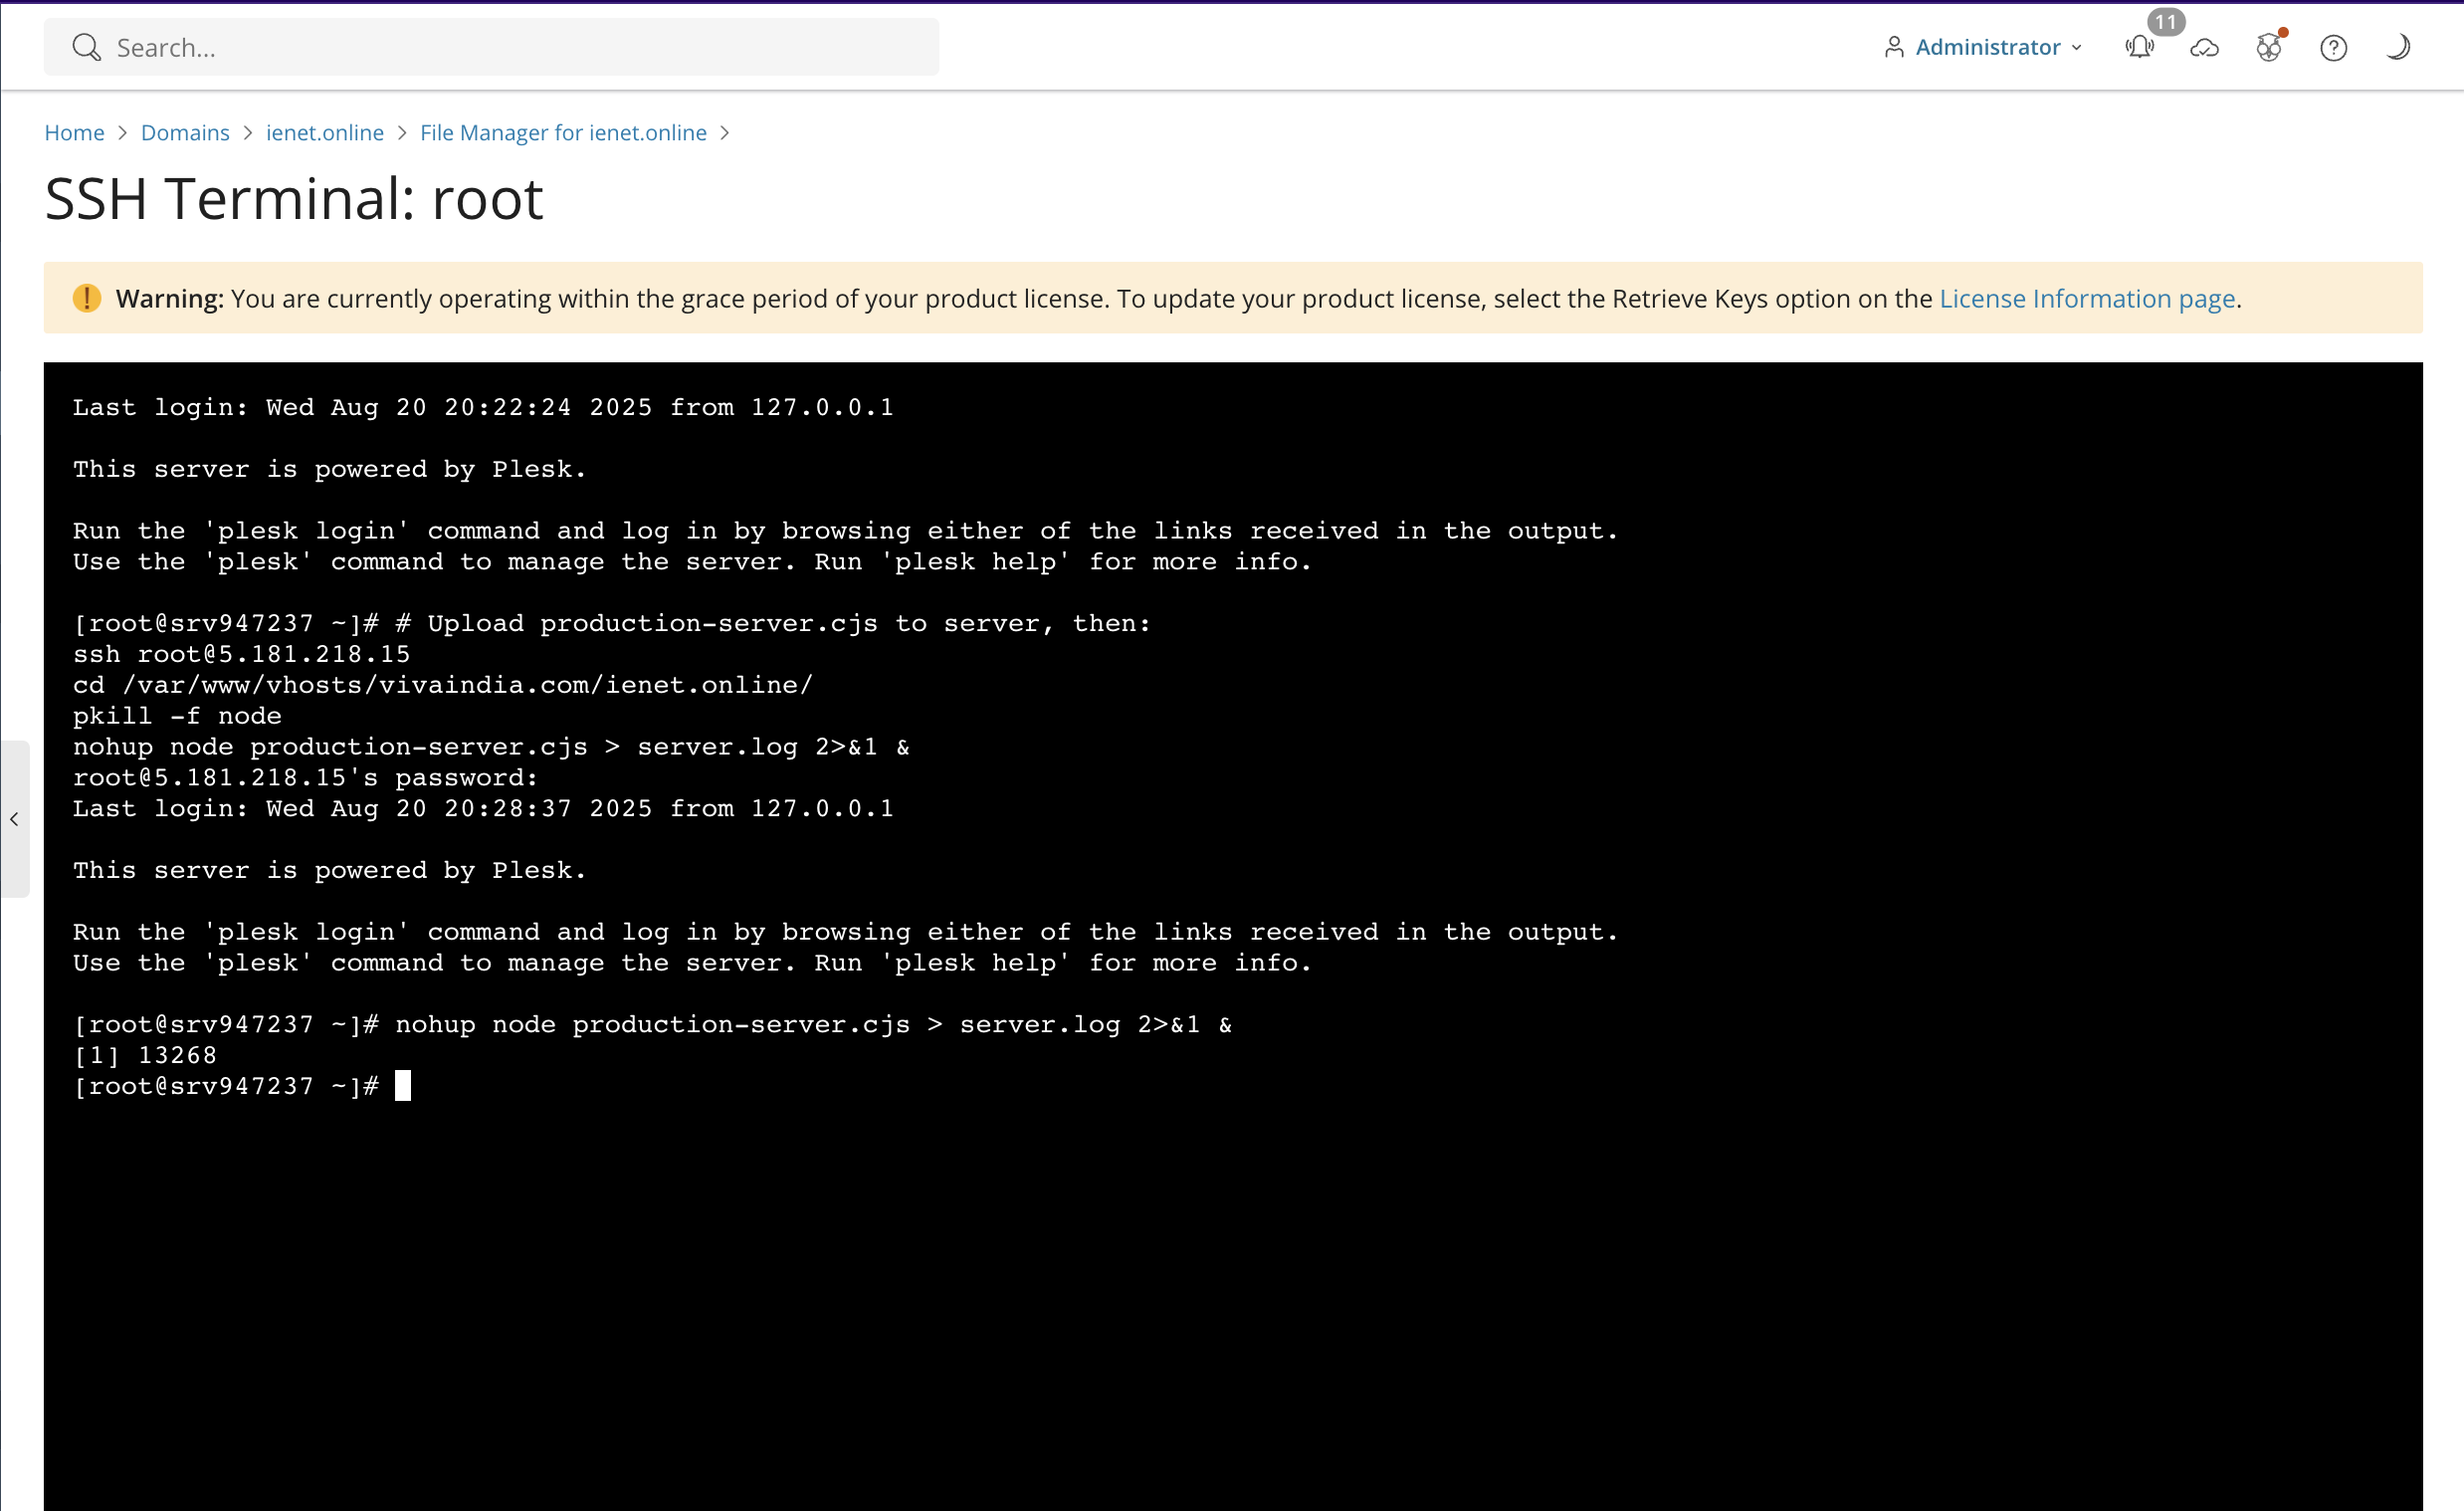 Search...
Administrator
11
Home > Domains > ienet.online > File Manager for ienet.online >
SSH Terminal: root
Warning: You are currently operating within the grace period of your product license. To update your product license, select the Retrieve Keys option on the License Information page.
Last login: Wed Aug 20 20:22:24 2025 from 127.0.0.1
This server is powered by Plesk.
Run the 'plesk login' command and log in by browsing either of the links received in the output.
Use the 'plesk' command to manage the server. Run 'plesk help' for more info.
[root@srv947237 ~]# # Upload production-server.cjs to server, then:
ssh root@5.181.218.15
cd /var/www/vhosts/vivaindia.com/ienet.online/
pkill -f node
nohup node production-server.cjs > server.log 2>&1 &
root@5.181.218.15's password:
Last login: Wed Aug 20 20:28:37 2025 from 127.0.0.1
This server is powered by Plesk.
Run the 'plesk login' command and log in by browsing either of the links received in the output.
Use the 'plesk' command to manage the server. Run 'plesk help' for more info.
[root@srv947237 ~]# nohup node production-server.cjs > server.log 2>&1 &
[1] 13268
[root@srv947237 ~]#